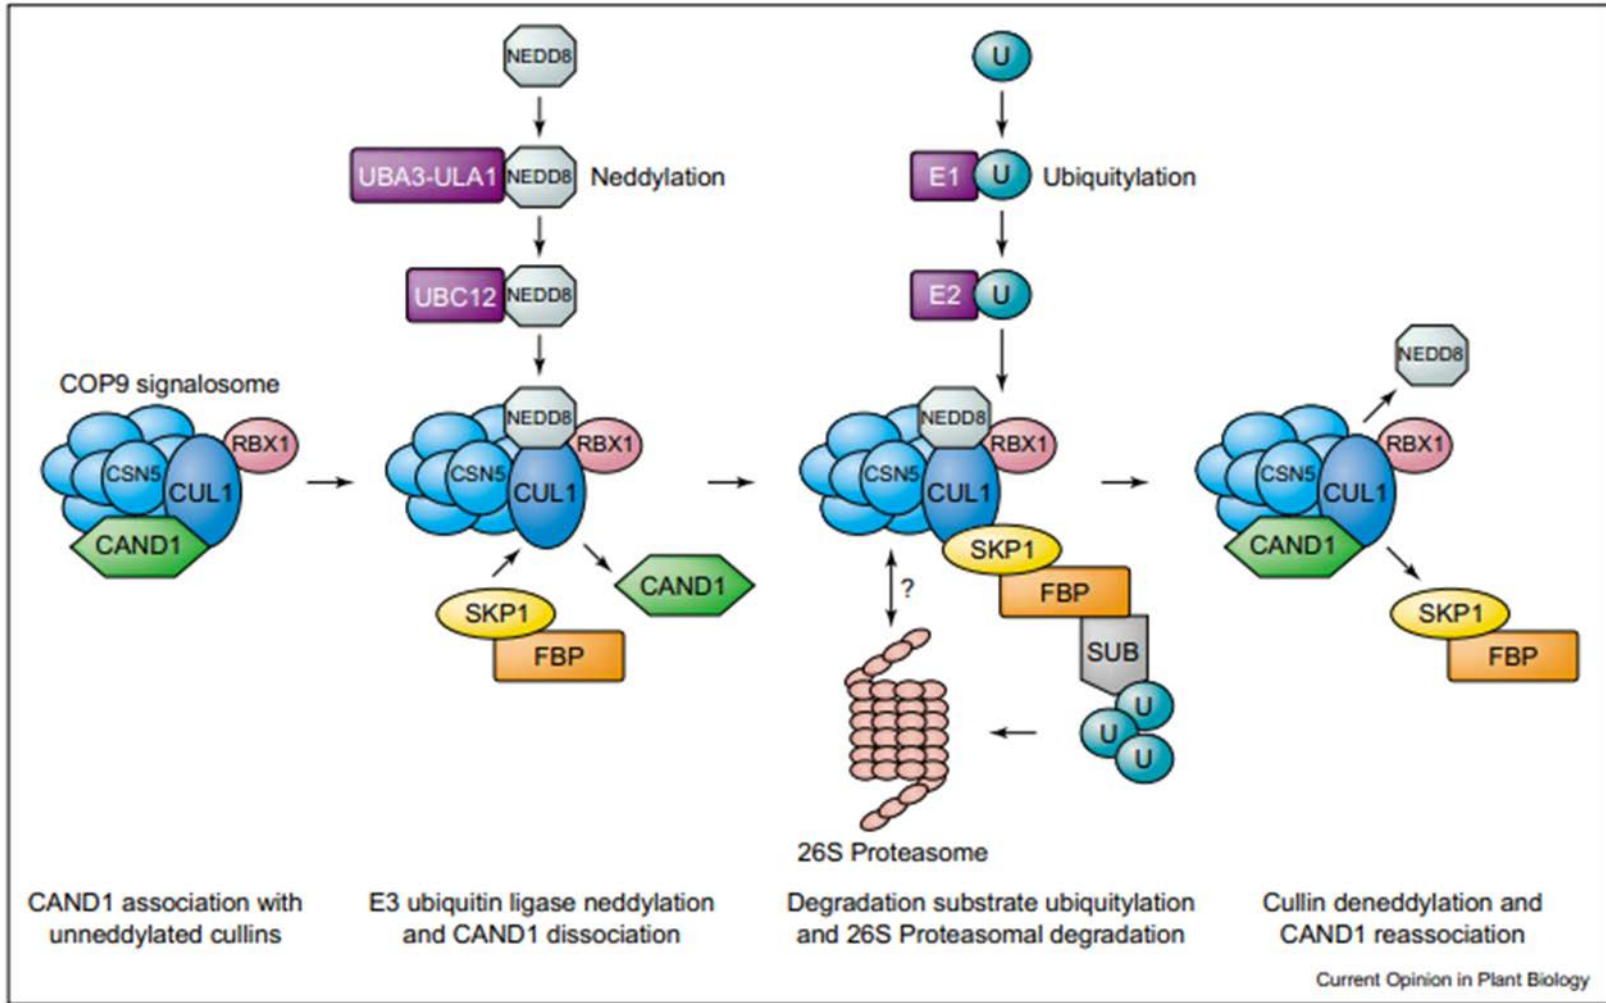 NEDD8
U
UBA3-ULA1
NEDD8
Neddylation
E1
U
Ubiquitylation
UBC12
NEDD8
E2
U
COP9 signalosome
RBX1
CSN5
CUL1
CAND1
NEDD8
RBX1
CSN5
CUL1
CAND1
SKP1
FBP
NEDD8
RBX1
CSN5
CUL1
SKP1
FBP
SUB
U
U
U
?
26S Proteasome
NEDD8
RBX1
CSN5
CUL1
CAND1
SKP1
FBP
CAND1 association with
unneddylated cullins
E3 ubiquitin ligase neddylation
and CAND1 dissociation
Degradation substrate ubiquitylation
and 26S Proteasomal degradation
Cullin deneddylation and
CAND1 reassociation
Current Opinion in Plant Biology